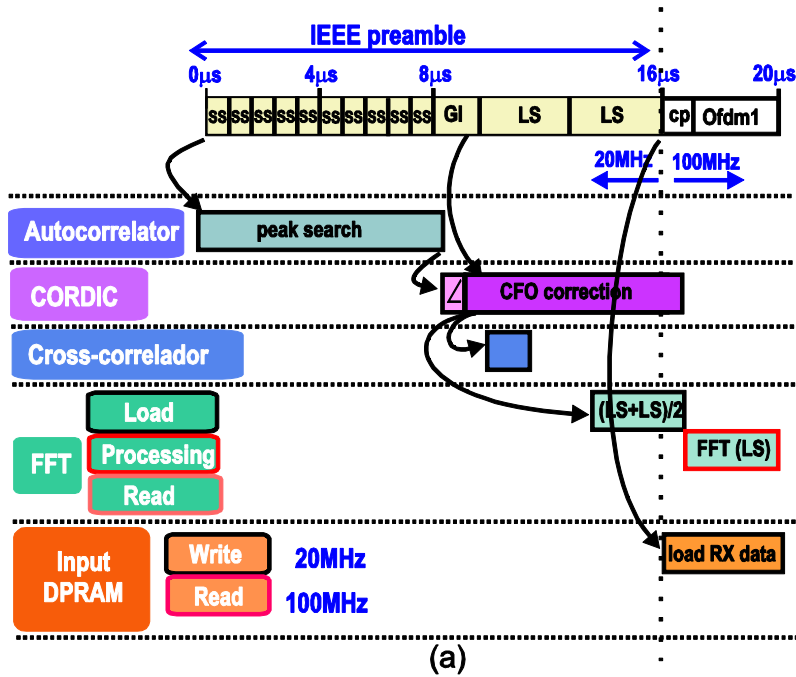 IEEE preamble
0µs 4µs 8µs 16µs 20µs
ss ss ss ss ss ss ss ss ss ss GI LS LS cp Ofdm1
20MHz 100MHz
Autocorrelator peak search
CORDIC ∠ CFO correction
Cross-correlador
Load (LS+LS)/2
FFT Processing FFT (LS)
Read
Input DPRAM
Write 20MHz load RX data
Read 100MHz
(a)